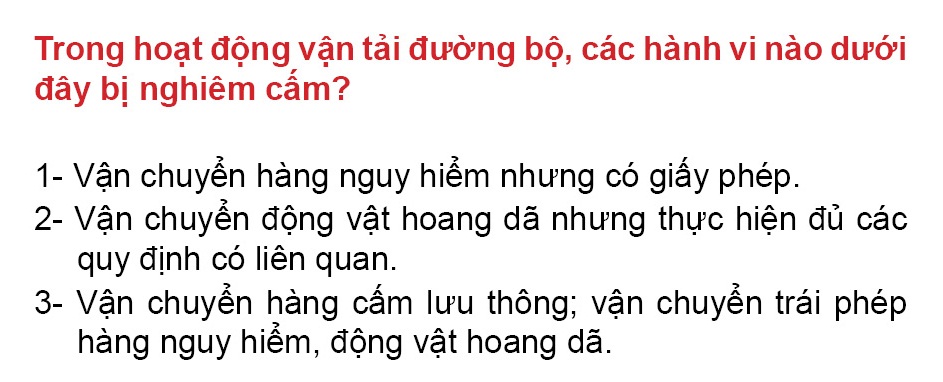 Trong hoạt động vận tải đường bộ, các hành vi nào dưới
đây bị nghiêm cấm?
1- Vận chuyển hàng nguy hiểm nhưng có giấy phép.
2- Vận chuyển động vật hoang dã nhưng thực hiện đủ các
quy định có liên quan.
3- Vận chuyển hàng cấm lưu thông; vận chuyển trái phép
hàng nguy hiểm, động vật hoang dã.